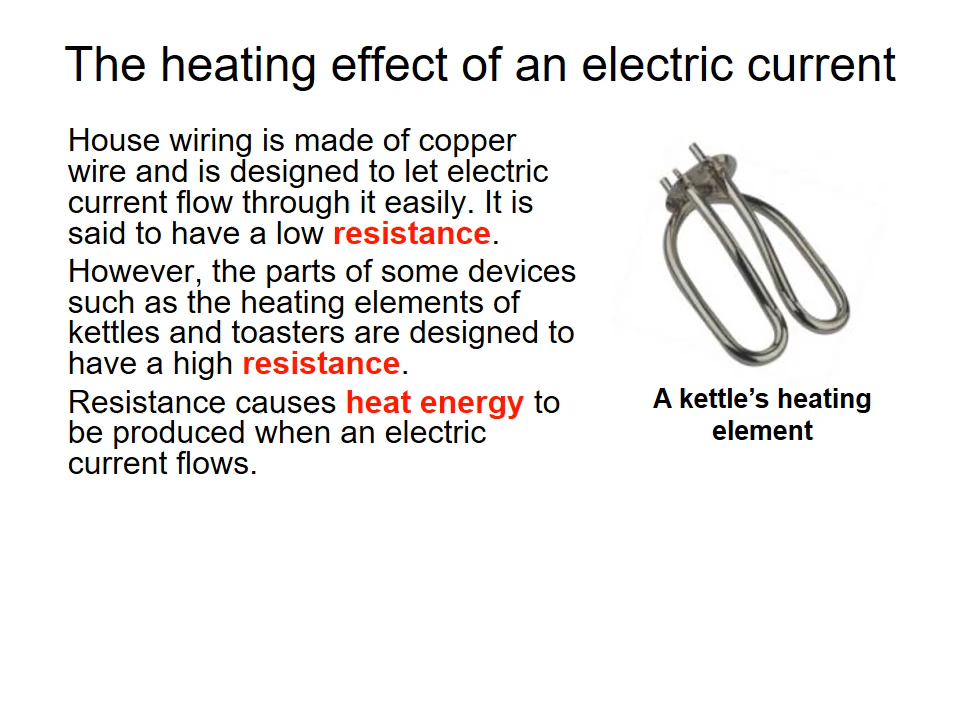 The heating effect of an electric current
House wiring is made of copper
wire and is designed to let electric
current flow through it easily. It is
said to have a low resistance.
However, the parts of some devices
such as the heating elements of
kettles and toasters are designed to
have a high resistance.
Resistance causes heat energy to
be produced when an electric
current flows.
A kettle’s heating
element